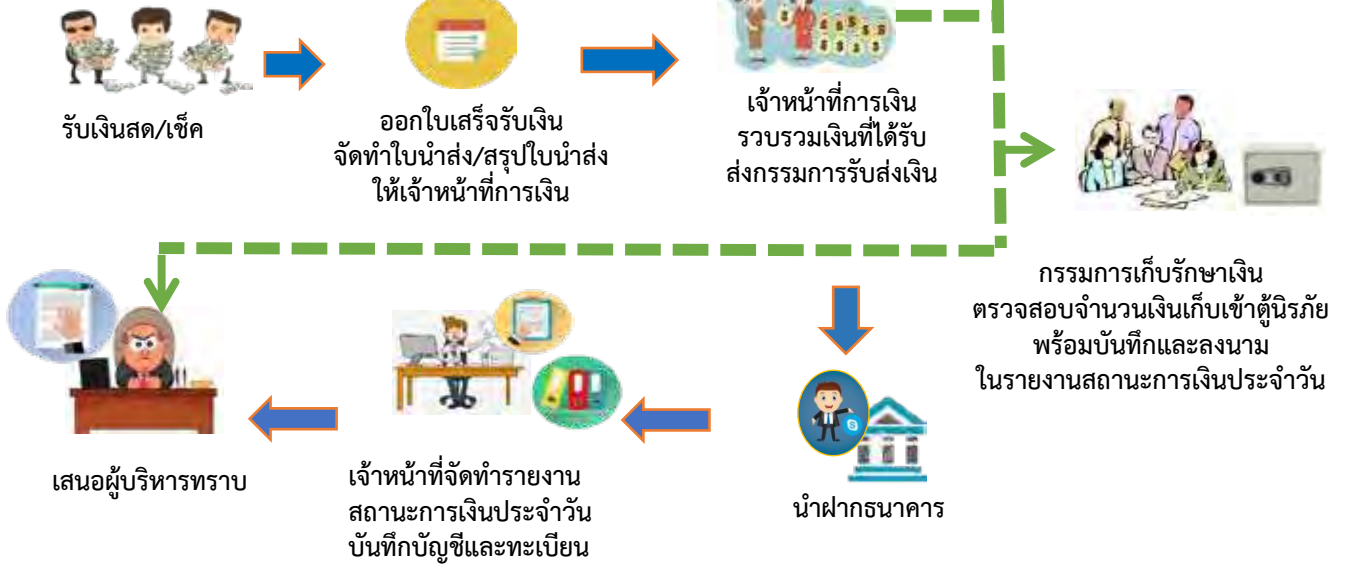 รับเงินสด/เช็ค
ออกใบเสร็จรับเงิน
จัดทำใบนำส่ง/สรุปใบนำส่ง
ให้เจ้าหน้าที่การเงิน
เจ้าหน้าที่การเงิน
รวบรวมเงินที่ได้รับ
ส่งกรรมการรับส่งเงิน
กรรมการเก็บรักษาเงิน
ตรวจสอบจำนวนเงินเก็บเข้าตู้นิรภัย
พร้อมบันทึกและลงนาม
ในรายงานสถานะการเงินประจำวัน
นำฝากธนาคาร
เจ้าหน้าที่จัดทำรายงาน
สถานะการเงินประจำวัน
บันทึกบัญชีและทะเบียน
เสนอผู้บริหารทราบ